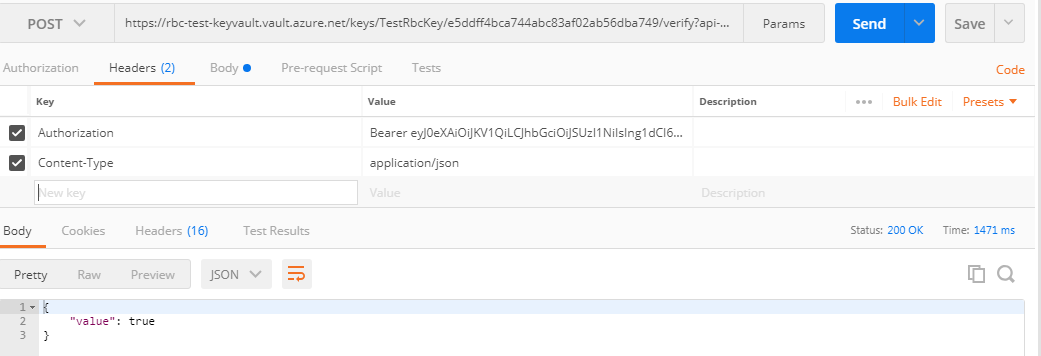 POST https://rbc-test-keyvault.vault.azure.net/keys/TestRbcKey/e5ddff4bca744abc83af02ab56dba749/verify?api-... Params Send Save
Authorization Headers (2) Body Pre-request Script Tests Code
Key Value Description ••• Bulk Edit Presets
Authorization Bearer eyJ0eXAiOiJKV1QiLCJhbGciOiJSUzI1NiIsIng1dCI6...
Content-Type application/json
New key Value Description
Body Cookies Headers (16) Test Results Status: 200 OK Time: 1471 ms
Pretty Raw Preview JSON
1 {
2 "value": true
3 }